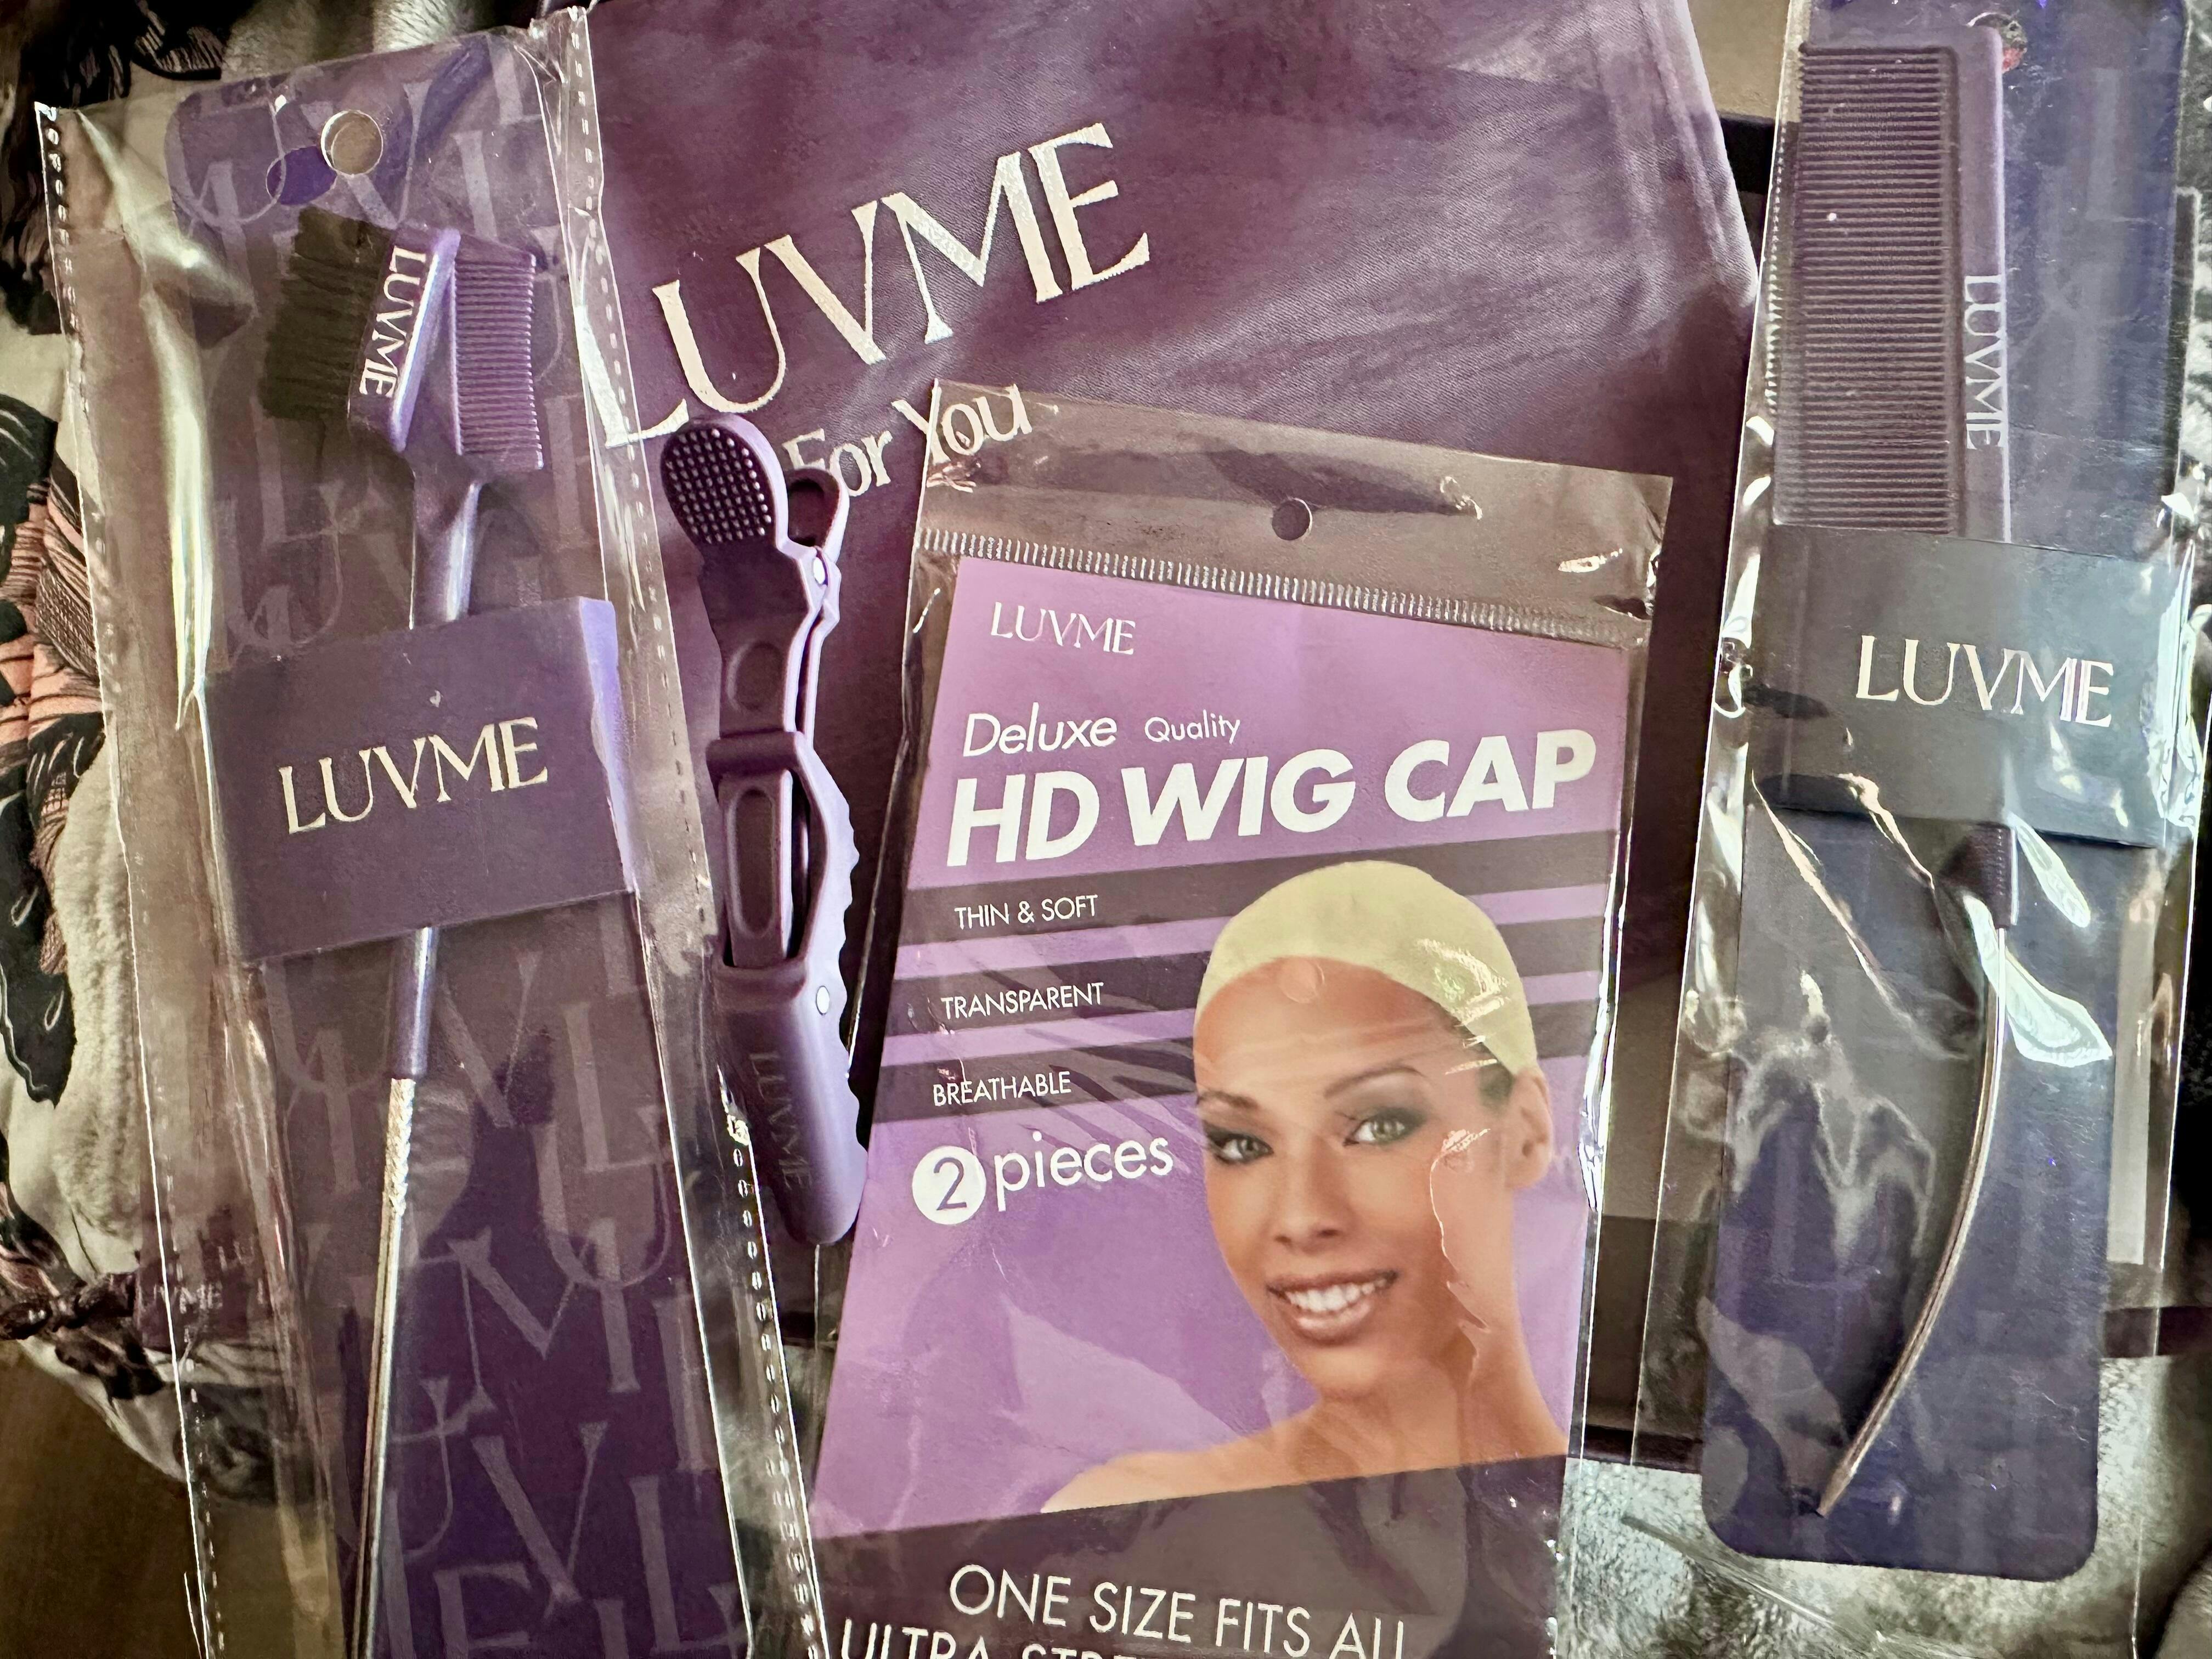 LUVME
For You
LUVME
LUVME
LUVME
LUVME
Deluxe Quality
HD WIG CAP
THIN & SOFT
TRANSPARENT
BREATHABLE
2 pieces
ONE SIZE FITS ALL
LUVME
LUVME
LUVME